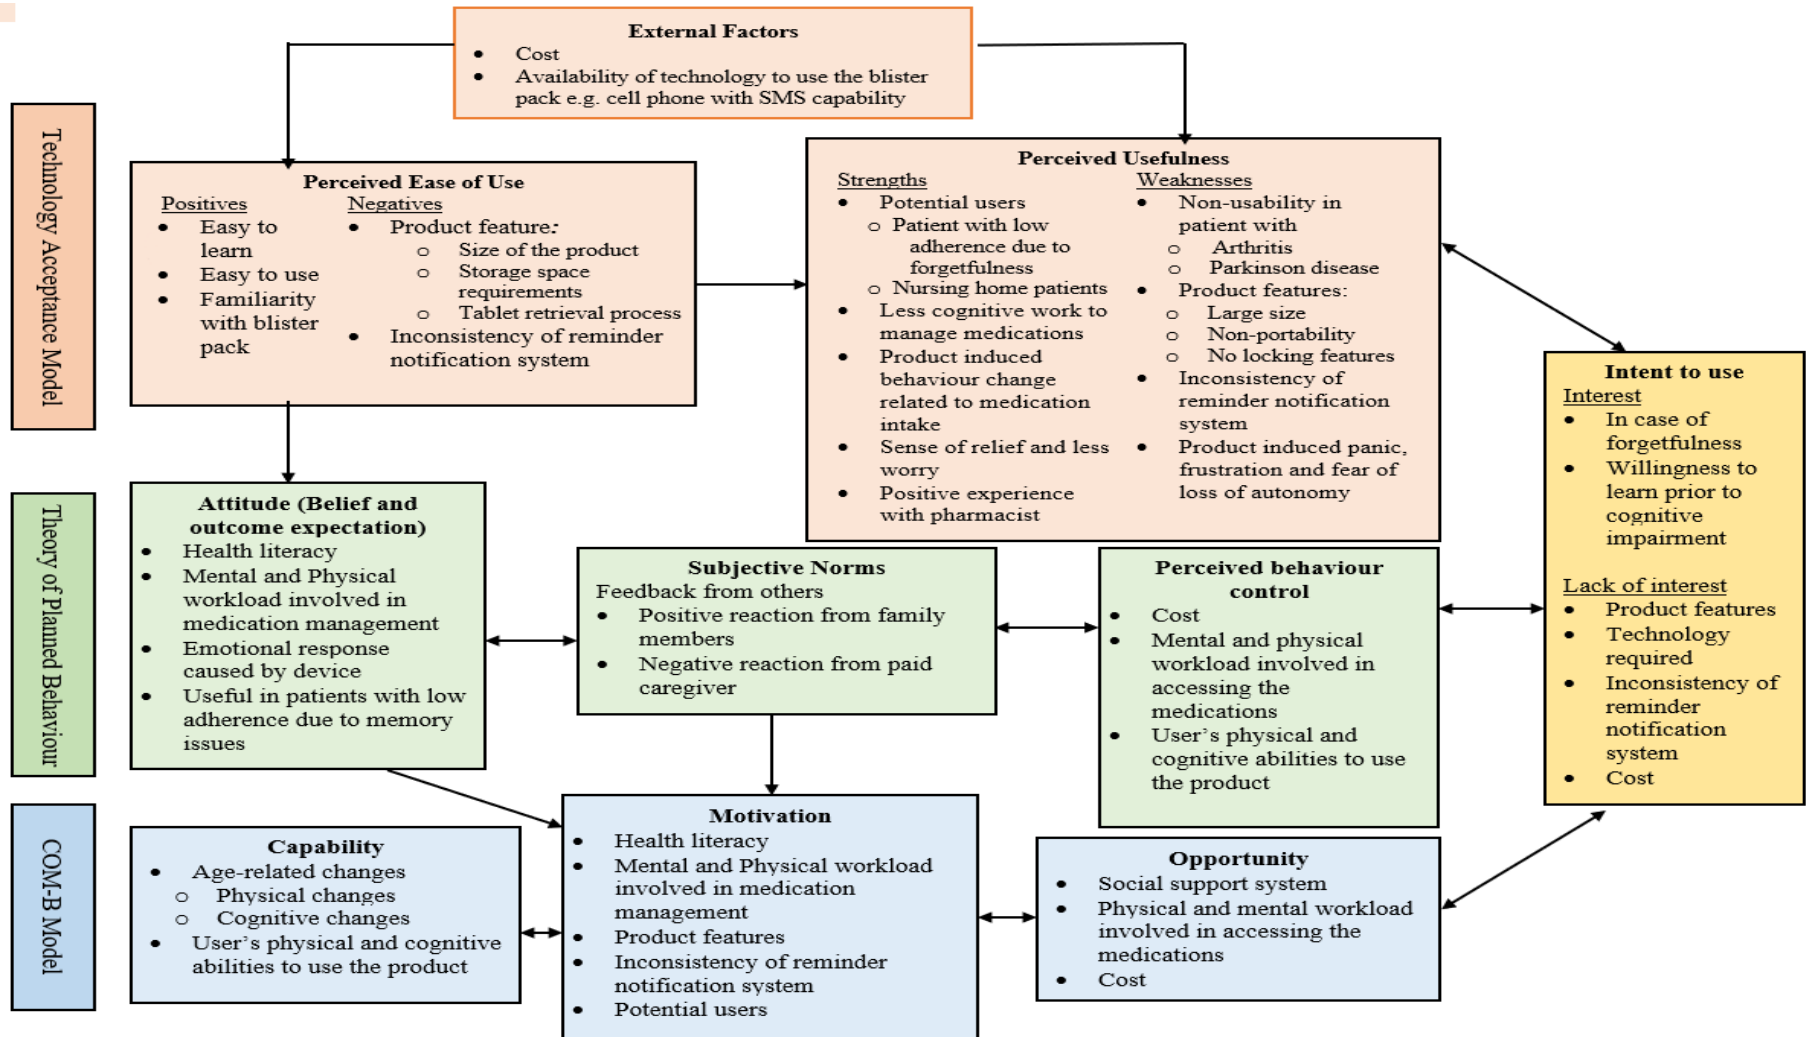 External Factors
• Cost
• Availability of technology to use the blister
pack e.g. cell phone with SMS capability
Technology Acceptance Model
Perceived Ease of Use
Positives
• Easy to
learn
• Easy to use
• Familiarity
with blister
pack
Negatives
• Product feature:
o Size of the product
o Storage space
requirements
o Tablet retrieval process
• Inconsistency of reminder
notification system
Perceived Usefulness
Strengths
• Potential users
o Patient with low
adherence due to
forgetfulness
o Nursing home patients
• Less cognitive work to
manage medications
• Product induced
behaviour change
related to medication
intake
• Sense of relief and less
worry
• Positive experience
with pharmacist
Weaknesses
• Non-usability in
patient with
o Arthritis
o Parkinson disease
• Product features:
o Large size
o Non-portability
o No locking features
• Inconsistency of
reminder notification
system
• Product induced panic,
frustration and fear of
loss of autonomy
Intent to use
Interest
• In case of
forgetfulness
• Willingness to
learn prior to
cognitive
impairment
Lack of interest
• Product features
• Technology
required
• Inconsistency of
reminder
notification
system
• Cost
Theory of Planned Behaviour
Attitude (Belief and
outcome expectation)
• Health literacy
• Mental and Physical
workload involved in
medication management
• Emotional response
caused by device
• Useful in patients with low
adherence due to memory
issues
Subjective Norms
Feedback from others
• Positive reaction from family
members
• Negative reaction from paid
caregiver
Perceived behaviour
control
• Cost
• Mental and physical
workload involved in
accessing the
medications
• User’s physical and
cognitive abilities to use
the product
COM-B Model
Capability
• Age-related changes
o Physical changes
o Cognitive changes
• User’s physical and cognitive
abilities to use the product
Motivation
• Health literacy
• Mental and Physical workload
involved in medication
management
• Product features
• Inconsistency of reminder
notification system
• Potential users
Opportunity
• Social support system
• Physical and mental workload
involved in accessing the
medications
• Cost